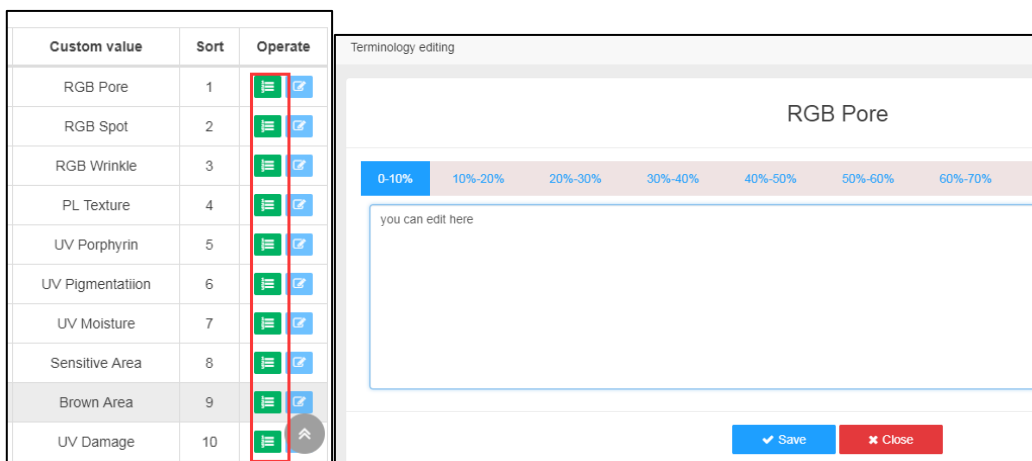 Custom value Sort Operate
RGB Pore 1
RGB Spot 2
RGB Wrinkle 3
PL Texture 4
UV Porphyrin 5
UV Pigmentatiion 6
UV Moisture 7
Sensitive Area 8
Brown Area 9
UV Damage 10
Terminology editing
RGB Pore
0-10% 10%-20% 20%-30% 30%-40% 40%-50% 50%-60% 60%-70%
you can edit here
Save Close